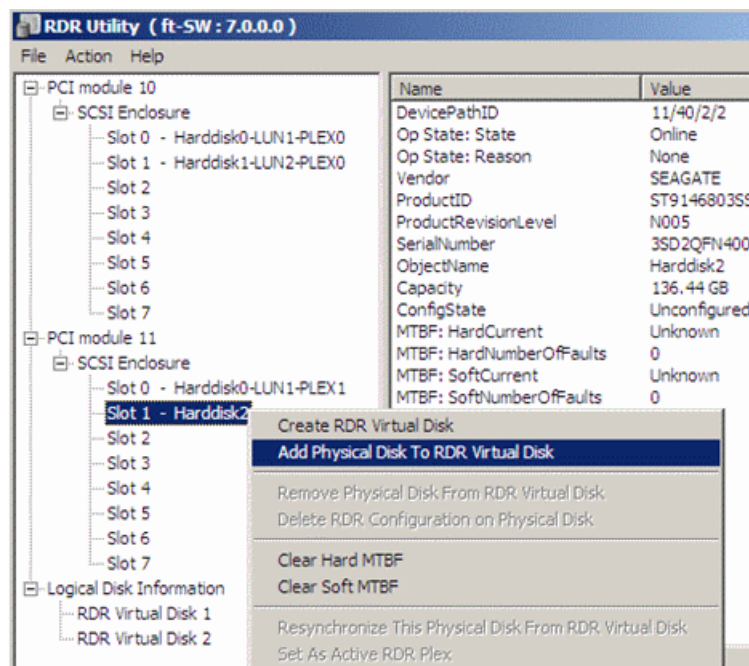 RDR Utility ( ft-SW : 7.0.0.0 )
File Action Help
PCI module 10
SCSI Enclosure
Slot 0 - Harddisk0-LUN1-PLEX0
Slot 1 - Harddisk1-LUN2-PLEX0
Slot 2
Slot 3
Slot 4
Slot 5
Slot 6
Slot 7
PCI module 11
SCSI Enclosure
Slot 0 - Harddisk0-LUN1-PLEX1
Slot 1 - Harddisk2
Slot 2
Slot 3
Slot 4
Slot 5
Slot 6
Slot 7
Logical Disk Information
RDR Virtual Disk 1
RDR Virtual Disk 2
Name Value
DevicePathID 11/40/2/2
Op State: State Online
Op State: Reason None
Vendor SEAGATE
ProductID ST9146803SS
ProductRevisionLevel N005
SerialNumber 3SD2QFN400
ObjectName Harddisk2
Capacity 136.44 GB
ConfigState Unconfigured
MTBF: HardCurrent Unknown
MTBF: HardNumberOfFaults 0
MTBF: SoftCurrent Unknown
MTBF: SoftNumberOfFaults 0
Create RDR Virtual Disk
Add Physical Disk To RDR Virtual Disk
Remove Physical Disk From RDR Virtual Disk
Delete RDR Configuration on Physical Disk
Clear Hard MTBF
Clear Soft MTBF
Resynchronize This Physical Disk From RDR Virtual Disk
Set As Active RDR Plex